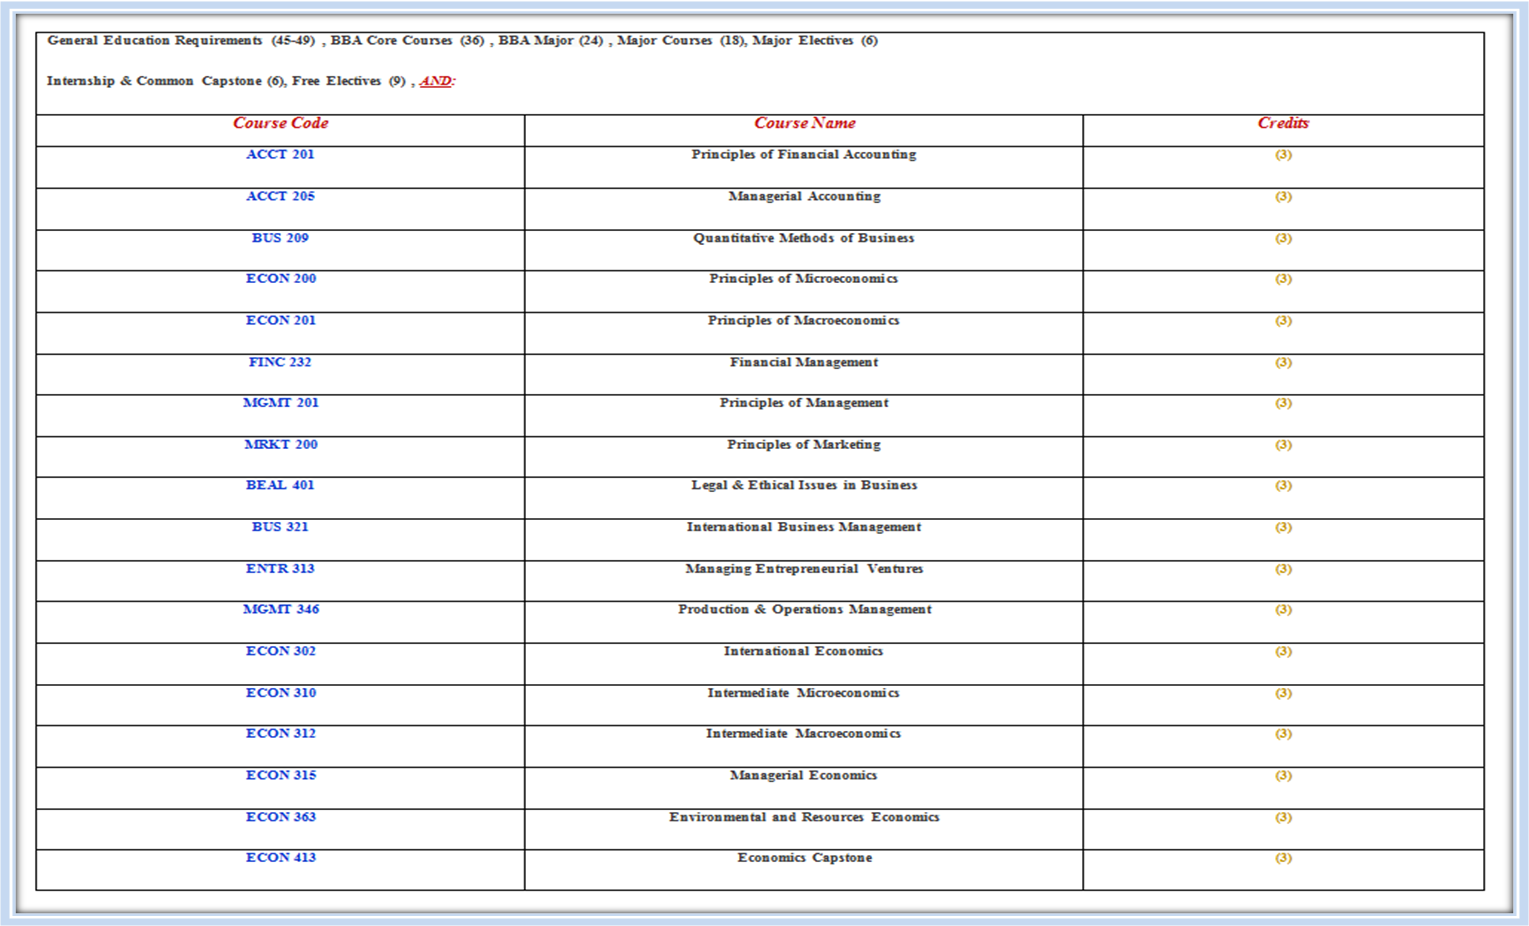 General Education Requirements (45-49) , BBA Core Courses (36) , BBA Major (24) , Major Courses (18), Major Electives (6)
Internship & Common Capstone (6), Free Electives (9) , AND:
Course Code Course Name Credits
ACCT 201 Principles of Financial Accounting (3)
ACCT 205 Managerial Accounting (3)
BUS 209 Quantitative Methods of Business (3)
ECON 200 Principles of Microeconomics (3)
ECON 201 Principles of Macroeconomics (3)
FINC 232 Financial Management (3)
MGMT 201 Principles of Management (3)
MRKT 200 Principles of Marketing (3)
BEAL 401 Legal & Ethical Issues in Business (3)
BUS 321 International Business Management (3)
ENTR 313 Managing Entrepreneurial Ventures (3)
MGMT 346 Production & Operations Management (3)
ECON 302 International Economics (3)
ECON 310 Intermediate Microeconomics (3)
ECON 312 Intermediate Macroeconomics (3)
ECON 315 Managerial Economics (3)
ECON 363 Environmental and Resources Economics (3)
ECON 413 Economics Capstone (3)